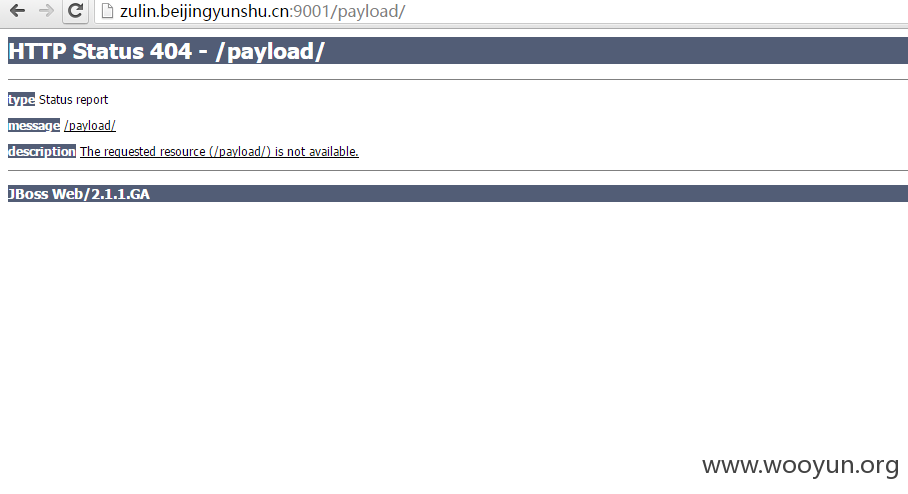 zulin.beijingyunshu.cn:9001/payload/
HTTP Status 404 - /payload/
type Status report
message /payload/
description The requested resource (/payload/) is not available.
JBoss Web/2.1.1.GA
www.wooyun.org